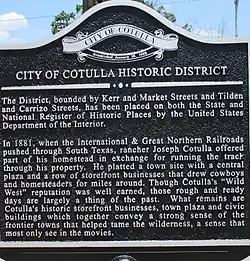 CITY OF COTULLA
CITY OF COTULLA HISTORIC DISTRICT
The District, bounded by Kerr and Market Streets and Tilden
and Carrizo Streets, has been placed on both the State and
National Register of Historic Places by the United States
Department of the Interior.
In 1881, when the International & Great Northern Railroads
pushed through South Texas, rancher Joseph Cotulla offered
part of his homestead in exchange for running the track
through his property. He platted a town site with a central
plaza and a row of storefront businesses that drew cowboys
and homesteaders for miles around. Though Cotulla's "Wild
West" reputation was well earned, those rough and ready
days are largely a thing of the past. What remains are
Cotulla's historic storefront businesses, town plaza and civic
buildings which together convey a strong sense of the
frontier towns that helped tame the wilderness, a sense that
most only see in the movies.